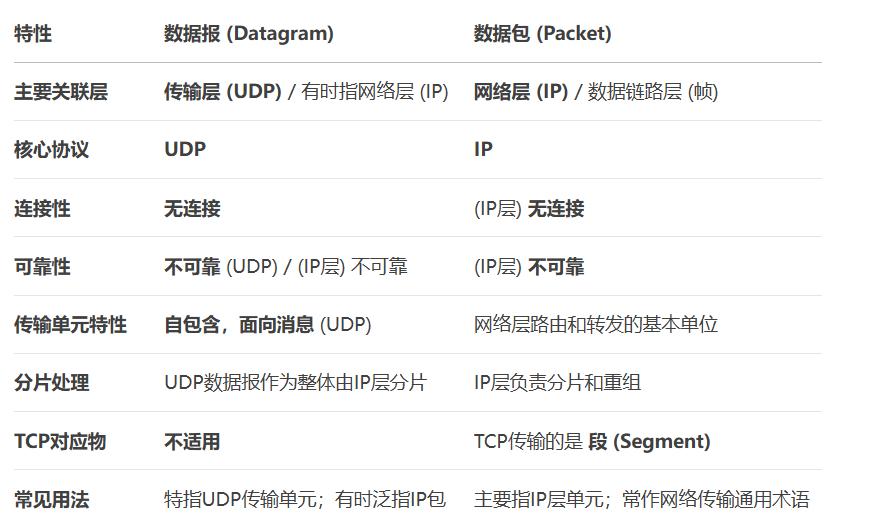 特性 数据报 (Datagram) 数据包 (Packet)
主要关联层 传输层 (UDP) / 有时指网络层 (IP) 网络层 (IP) / 数据链路层 (帧)
核心协议 UDP IP
连接性 无连接 (IP层) 无连接
可靠性 不可靠 (UDP) / (IP层) 不可靠 (IP层) 不可靠
传输单元特性 自包含，面向消息 (UDP) 网络层路由和转发的基本单位
分片处理 UDP数据报作为整体由IP层分片 IP层负责分片和重组
TCP对应物 不适用 TCP传输的是 段 (Segment)
常见用法 特指UDP传输单元；有时泛指IP包 主要指IP层单元；常作网络传输通用术语